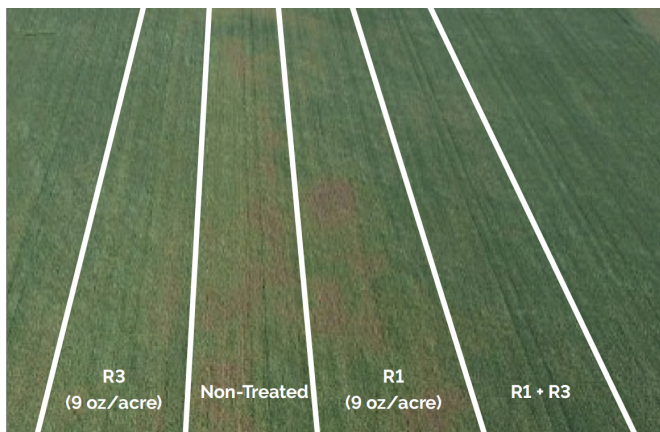 R3
(9 oz/acre)
Non-Treated
R1
(9 oz/acre)
R1 + R3